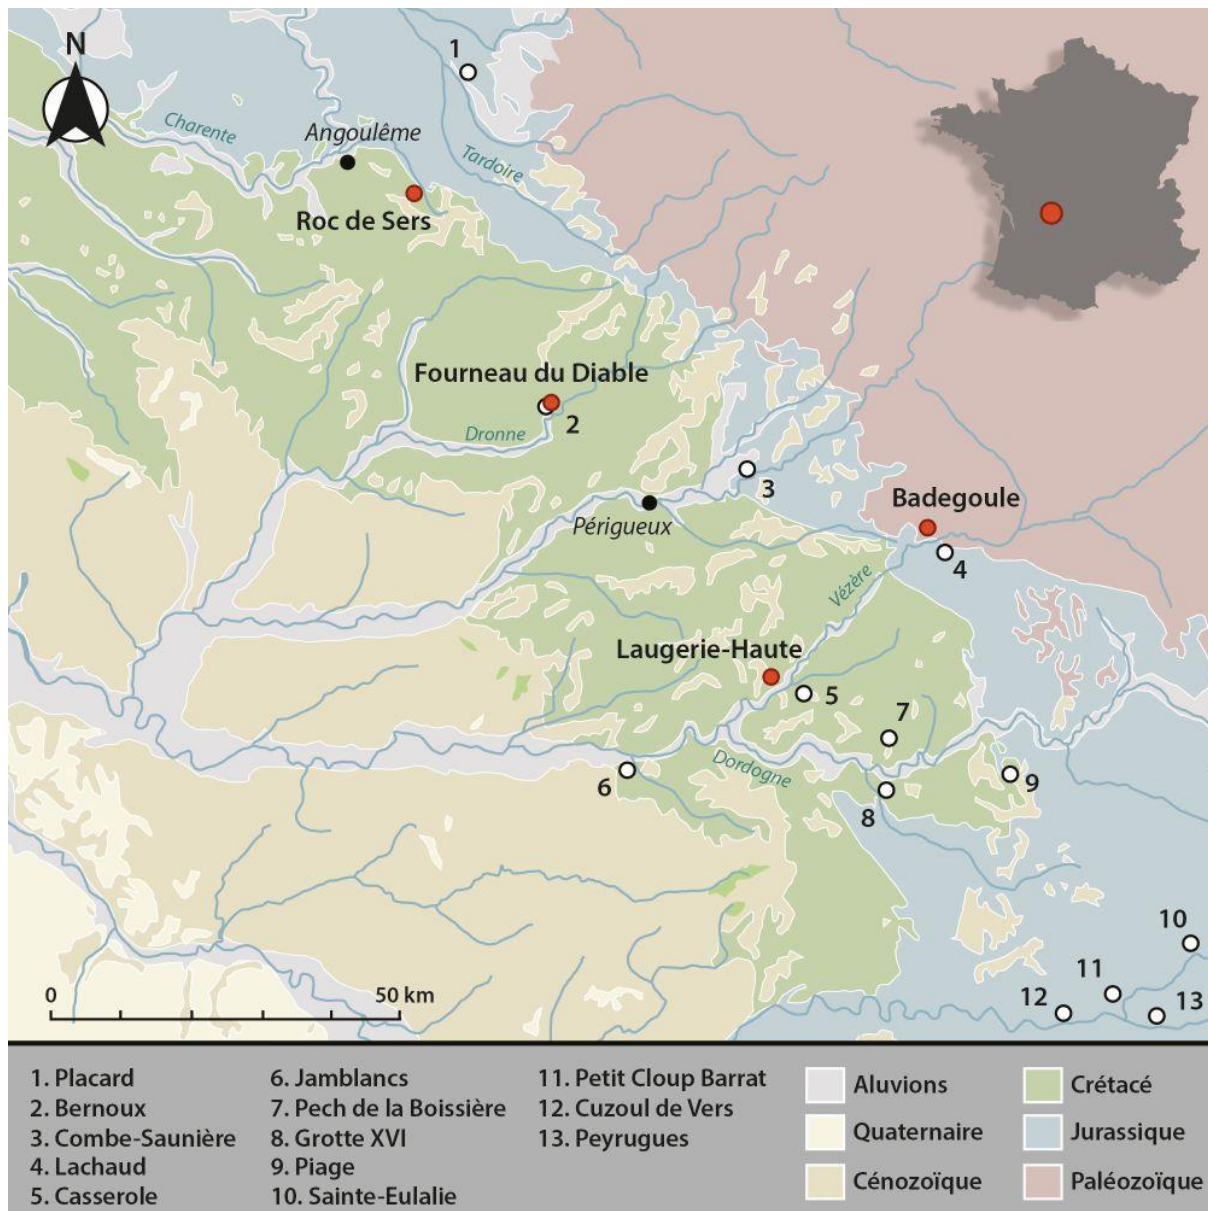 N
1
Charente
Angoulême
Tardoire
Roc de Sers
Fourneau du Diable
2
Dronne
3
Périgueux
Badegoule
4
Vézère
Laugerie-Haute
5
7
Dordogne
6
8
9
10
11
12
13
0 50 km
1. Placard
2. Bernoux
3. Combe-Saunière
4. Lachaud
5. Casserole
6. Jamblancs
7. Pech de la Boissière
8. Grotte XVI
9. Piage
10. Sainte-Eulalie
11. Petit Cloup Barrat
12. Cuzoul de Vers
13. Peyrugues
Aluvions
Quaternaire
Cénozoïque
Crétacé
Jurassique
Paléozoïque